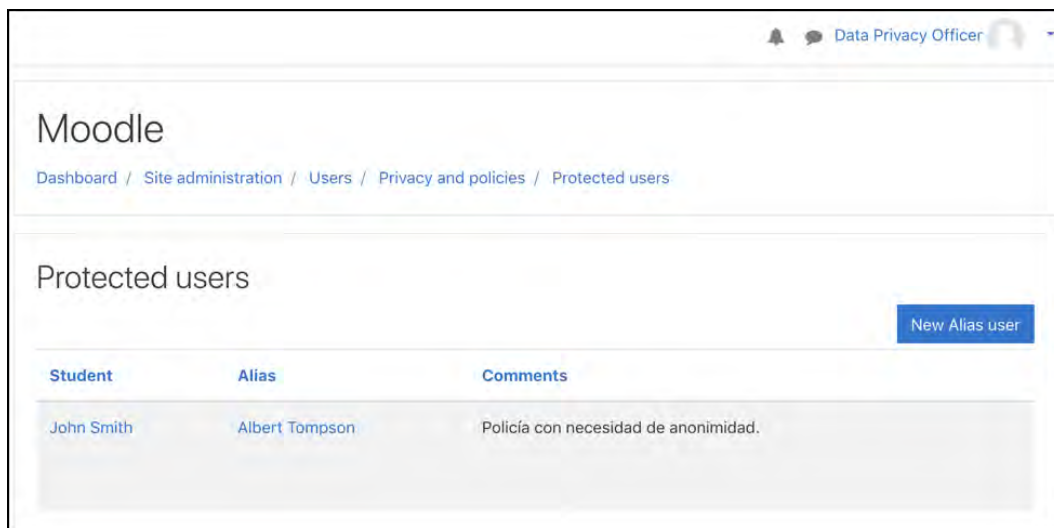 Data Privacy Officer
Moodle
Dashboard / Site administration / Users / Privacy and policies / Protected users
Protected users
New Alias user
Student Alias Comments
John Smith Albert Tompson Policía con necesidad de anonimidad.